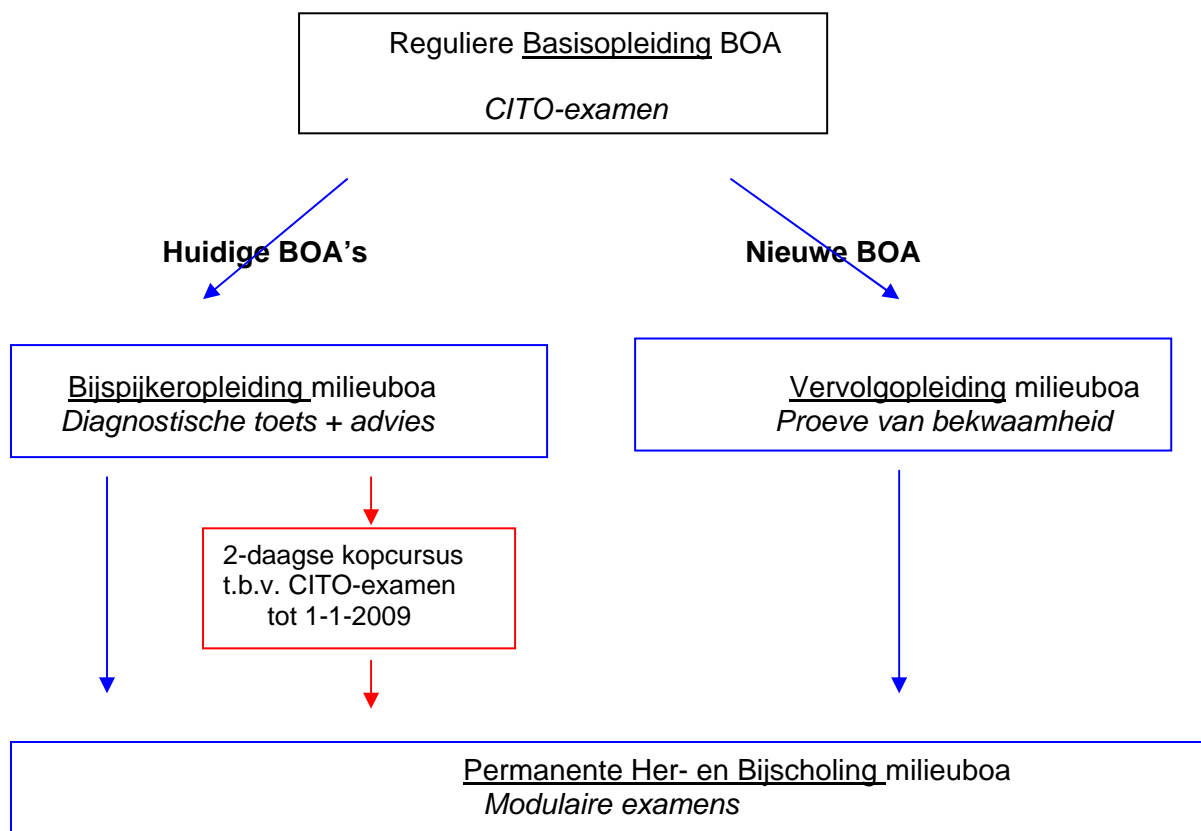 Reguliere Basisopleiding BOA
CITO-examen
Huidige BOA's
Nieuwe BOA
Bijspijkeropleiding milieuboa
Diagnostische toets + advies
Vervolgopleiding milieuboa
Proeve van bekwaamheid
2-daagse kopcursus
t.b.v. CITO-examen
tot 1-1-2009
Permanente Her- en Bijscholing milieuboa
Modulaire examens